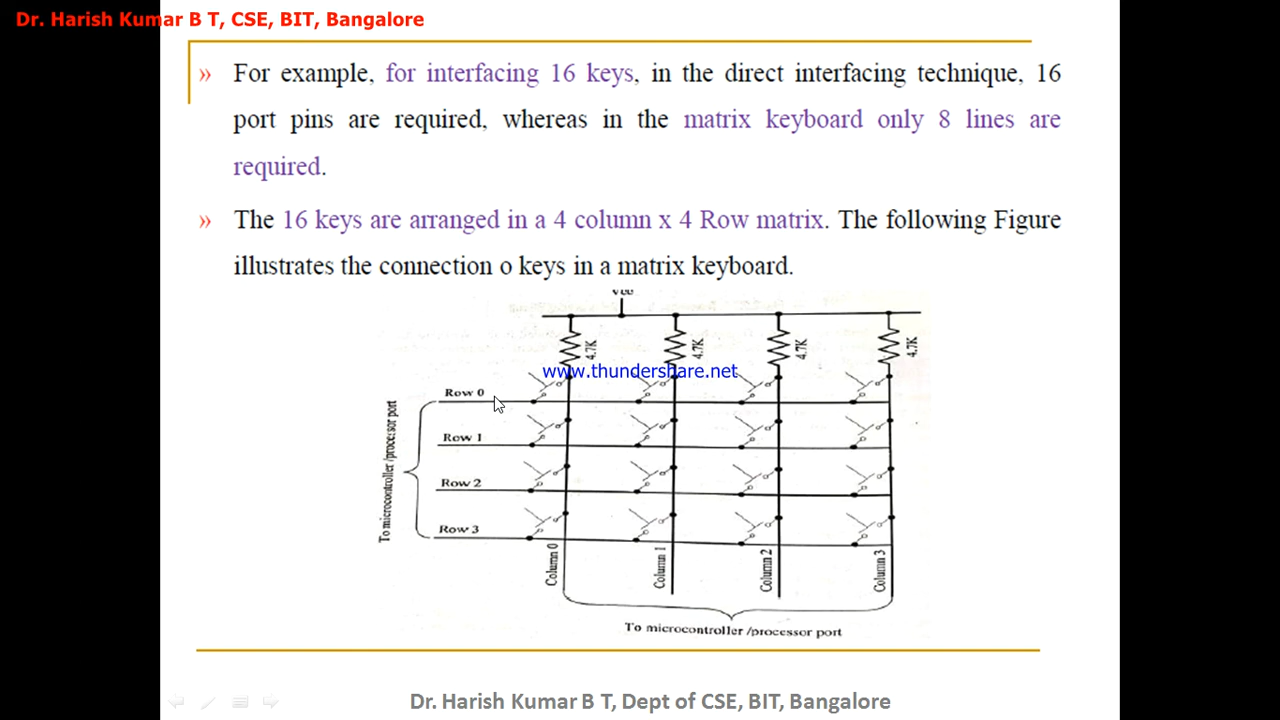 Dr. Harish Kumar B T, CSE, BIT, Bangalore
» For example, for interfacing 16 keys, in the direct interfacing technique, 16
port pins are required, whereas in the matrix keyboard only 8 lines are
required.
» The 16 keys are arranged in a 4 column x 4 Row matrix. The following Figure
illustrates the connection o keys in a matrix keyboard.
4.7K
4.7K
4.7K
4.7K
www.thundershare.net
Row 0
Row 1
Row 2
Row 3
To microcontroller /processor port
Column 0
Column 1
Column 2
Column 3
To microcontroller /processor port
Dr. Harish Kumar B T, Dept of CSE, BIT, Bangalore